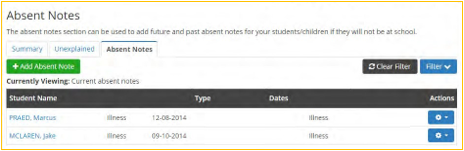 Absent Notes
The absent notes section can be used to add future and past absent notes for your students/children if they will not be at school.
Summary Unexplained Absent Notes
+ Add Absent Note Clear Filter Filter
Currently Viewing: Current absent notes
Student Name Type Dates Actions
PRAED, Marcus Illness 12-08-2014 Illness
MCLAREN, Jake Illness 09-10-2014 Illness